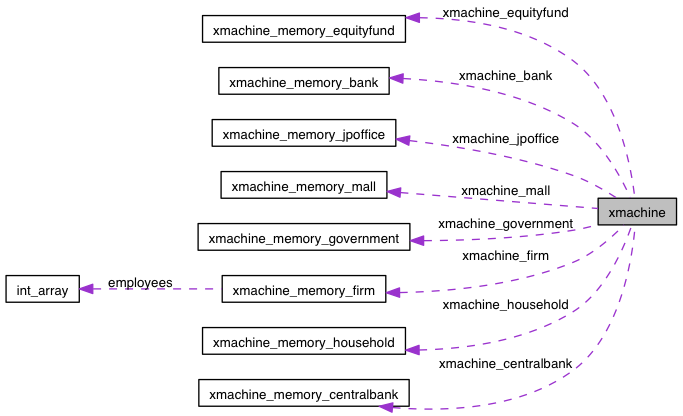 xmachine_equityfund
xmachine_memory_equityfund
xmachine_bank
xmachine_memory_bank
xmachine_memory_jpoffice
xmachine_jpoffice
xmachine_memory_mall
xmachine_mall
xmachine
xmachine_government
xmachine_memory_government
xmachine_firm
employees
int_array
xmachine_memory_firm
xmachine_household
xmachine_memory_household
xmachine_centralbank
xmachine_memory_centralbank